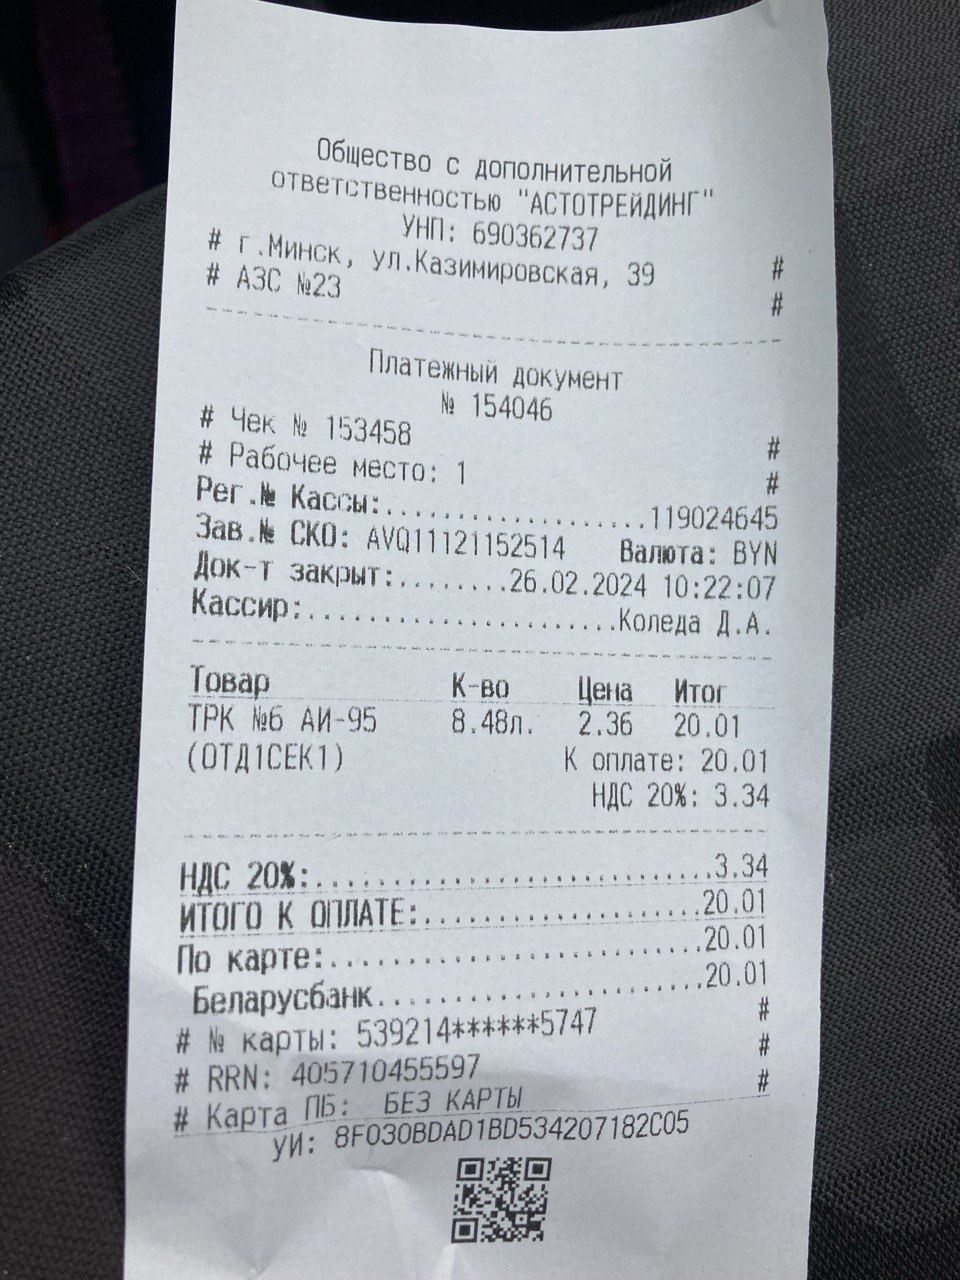 Общество с дополнительной
ответственностью "АСТОТРЕЙДИНГ"
УНП: 690362737
# г.Минск, ул.Казимировская, 39 #
# АЗС №23 #
Платежный документ
№ 154046
# Чек № 153458 #
# Рабочее место: 1 #
Рег.№ Кассы:.....................119024645
Зав.№ СКО: AVQ11121152514 Валюта: BYN
Док-т закрыт:........26.02.2024 10:22:07
Кассир:.......................Коледа Д.А.
Товар К-во Цена Итог
ТРК №6 АИ-95 8.48л. 2.36 20.01
(ОТД1СЕК1) К оплате: 20.01
НДС 20%: 3.34
НДС 20%:..............................3.34
ИТОГО К ОПЛАТЕ:.....................20.01
По карте:............................20.01
Беларусбанк.........................20.01
# № карты: 539214******5747 #
# RRN: 405710455597 #
# Карта ПБ: БЕЗ КАРТЫ #
УИ: 8F030BDAD1BD534207182C05